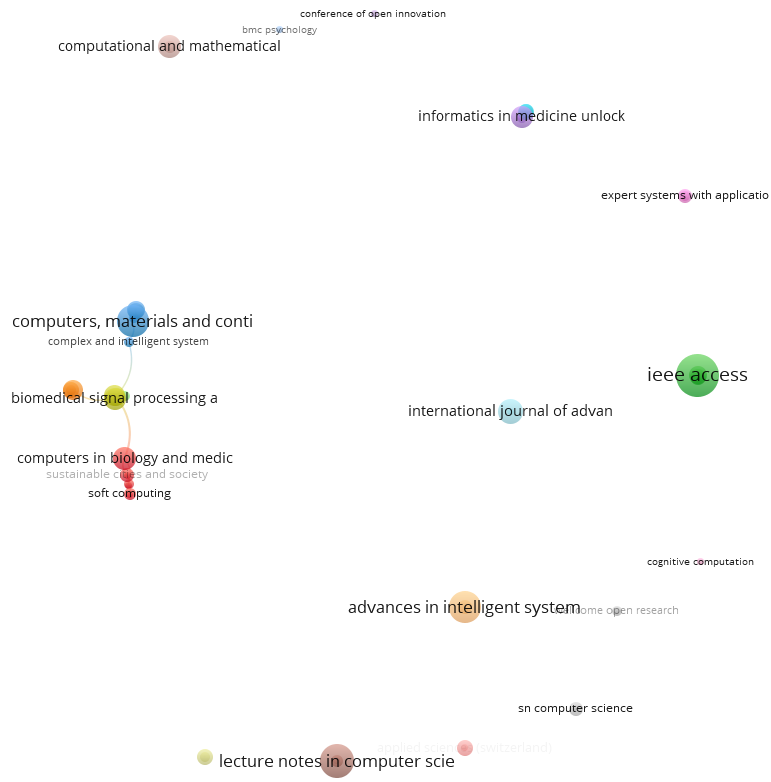 conference of open innovation
bmc psychology
computational and mathematical
informatics in medicine unlock
expert systems with applicatio
computers, materials and conti
complex and intelligent system
ieee access
biomedical signal processing a
international journal of advan
computers in biology and medic
sustainable cities and society
soft computing
cognitive computation
advances in intelligent system
wellcome open research
sn computer science
applied sciences (switzerland)
lecture notes in computer scie